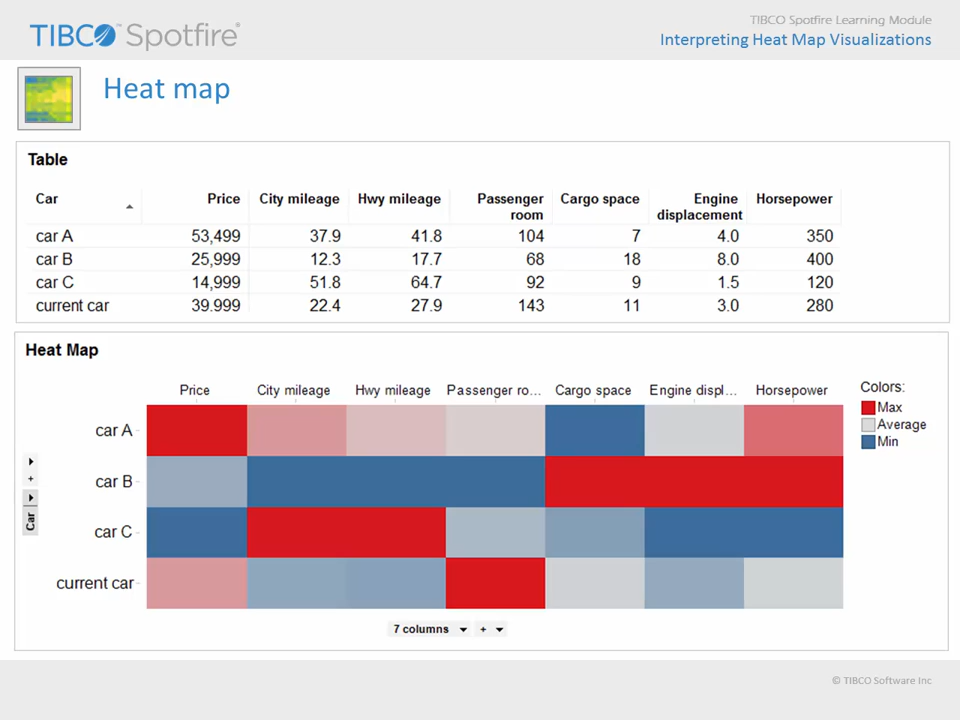 TIBCO™ Spotfire®
TIBCO Spotfire Learning Module
Interpreting Heat Map Visualizations
Heat map
Table
Car Price City mileage Hwy mileage Passenger room Cargo space Engine displacement Horsepower
car A 53,499 37.9 41.8 104 7 4.0 350
car B 25,999 12.3 17.7 68 18 8.0 400
car C 14,999 51.8 64.7 92 9 1.5 120
current car 39.999 22.4 27.9 143 11 3.0 280
Heat Map
Price City mileage Hwy mileage Passenger ro... Cargo space Engine displ... Horsepower
Colors:
Max
Average
Min
car A
car B
car C
current car
+
Car
7 columns +
© TIBCO Software Inc